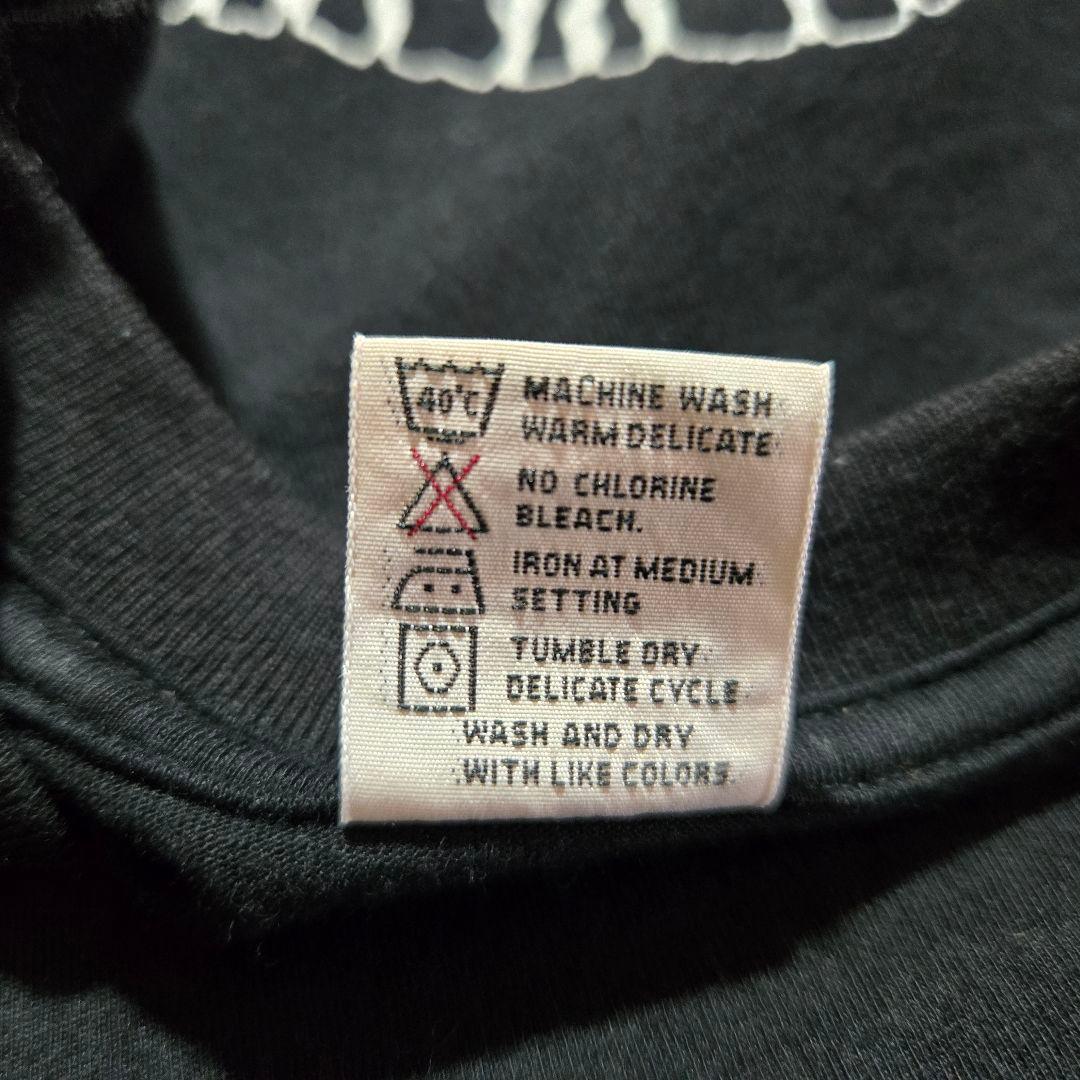 40°C MACHINE WASH
WARM DELICATE
NO CHLORINE
BLEACH.
IRON AT MEDIUM
SETTING
TUMBLE DRY
DELICATE CYCLE
WASH AND DRY
WITH LIKE COLORS.